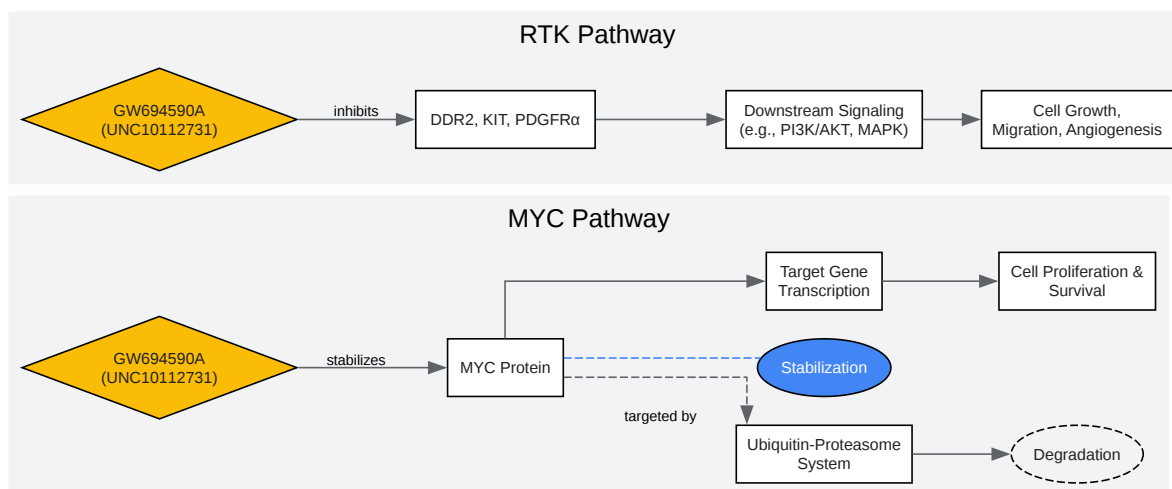 RTK Pathway
GW694590A
(UNC10112731)
inhibits
DDR2, KIT, PDGFRα
Downstream Signaling
(e.g., PI3K/AKT, MAPK)
Cell Growth,
Migration, Angiogenesis
MYC Pathway
Target Gene
Transcription
Cell Proliferation &
Survival
GW694590A
(UNC10112731)
stabilizes
MYC Protein
Stabilization
targeted by
Ubiquitin-Proteasome
System
Degradation